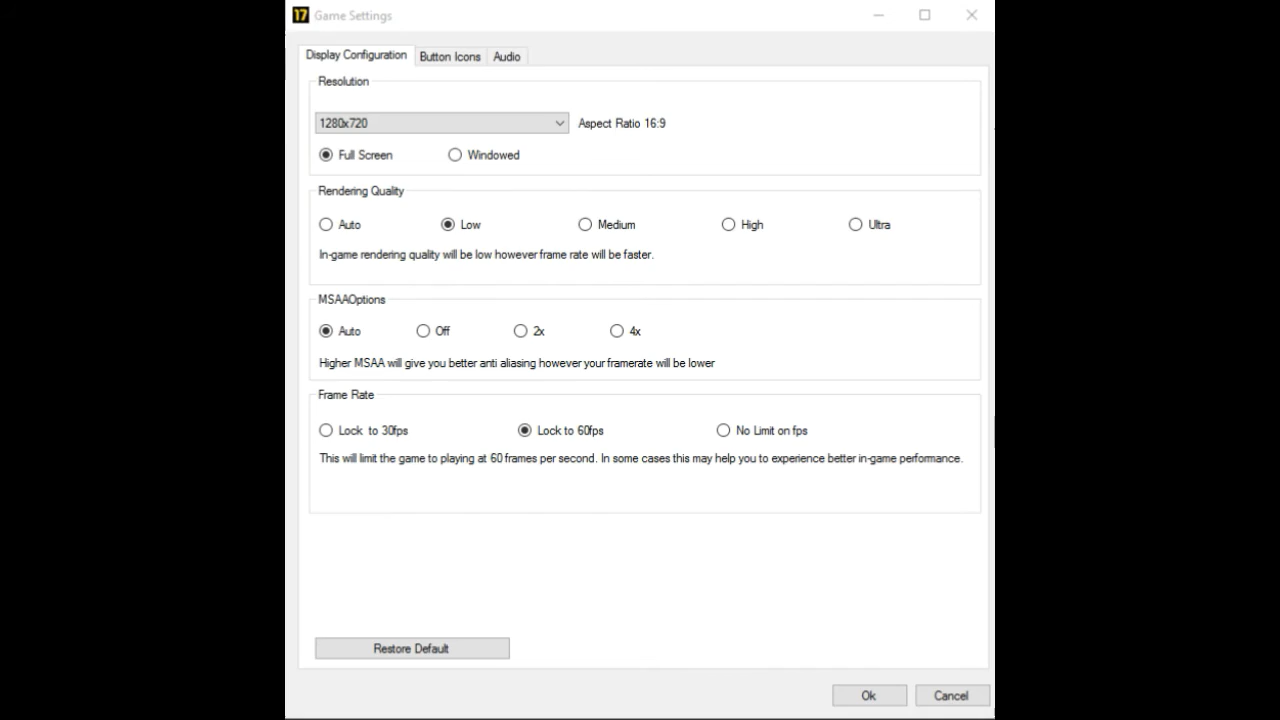 17 Game Settings
Display Configuration Button Icons Audio
Resolution
1280x720 Aspect Ratio 16:9
Full Screen Windowed
Rendering Quality
Auto Low Medium High Ultra
In-game rendering quality will be low however frame rate will be faster.
MSAAOptions
Auto Off 2x 4x
Higher MSAA will give you better anti aliasing however your framerate will be lower
Frame Rate
Lock to 30fps Lock to 60fps No Limit on fps
This will limit the game to playing at 60 frames per second. In some cases this may help you to experience better in-game performance.
Restore Default
Ok Cancel